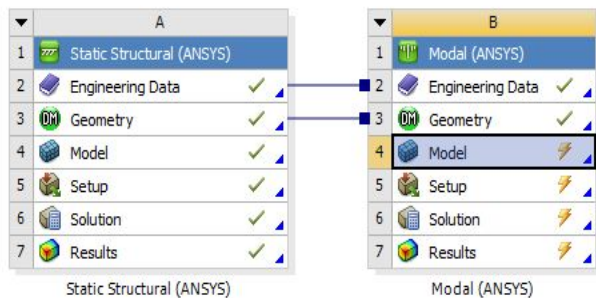 A
1 Static Structural (ANSYS)
2 Engineering Data
3 DM Geometry
4 Model
5 Setup
6 Solution
7 Results
Static Structural (ANSYS)
B
1 Modal (ANSYS)
2 Engineering Data
3 DM Geometry
4 Model
5 Setup
6 Solution
7 Results
Modal (ANSYS)